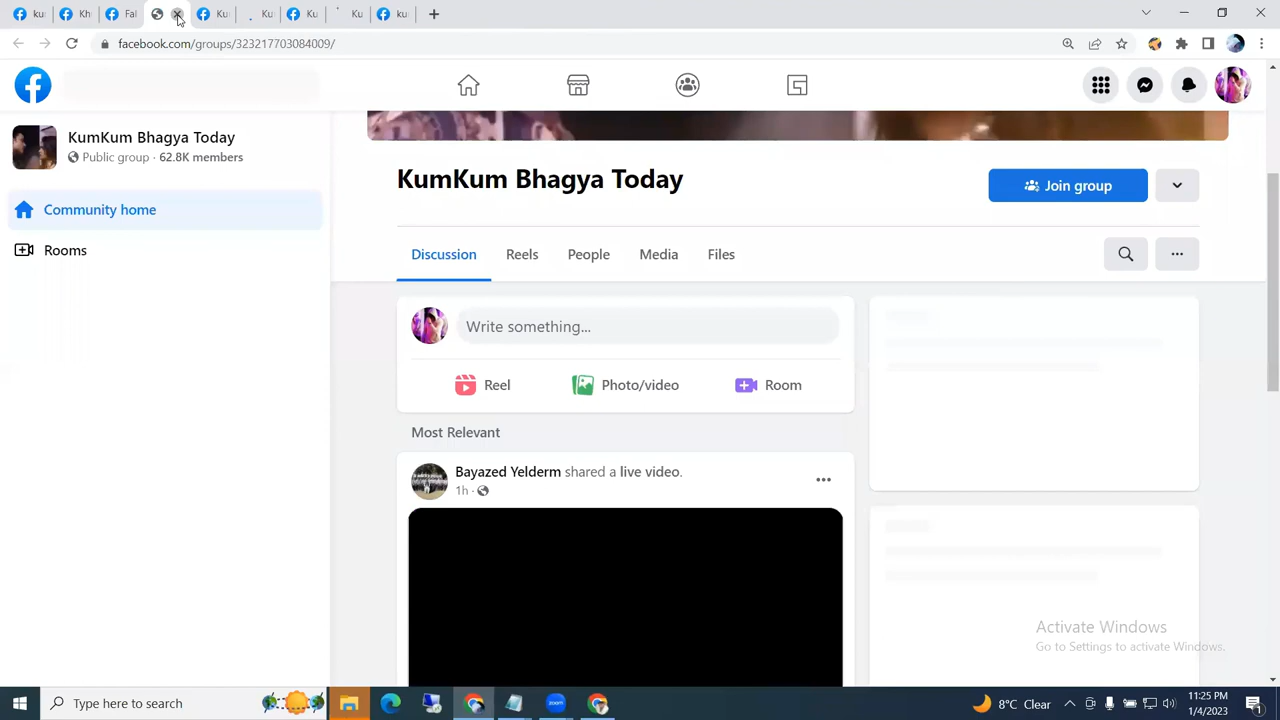 ku
Kh
Fal
Ku
Ku
Ku
Ku
ku
facebook.com/groups/323217703084009/
KumKum Bhagya Today
Public group · 62.8K members
Community home
Rooms
KumKum Bhagya Today
Join group
Discussion
Reels
People
Media
Files
Write something...
Reel
Photo/video
Room
Most Relevant
Bayazed Yelderm shared a live video.
1h ·
Activate Windows
Go to Settings to activate Windows.
Type here to search
zoom
8°C Clear
11:25 PM
1/4/2023
1